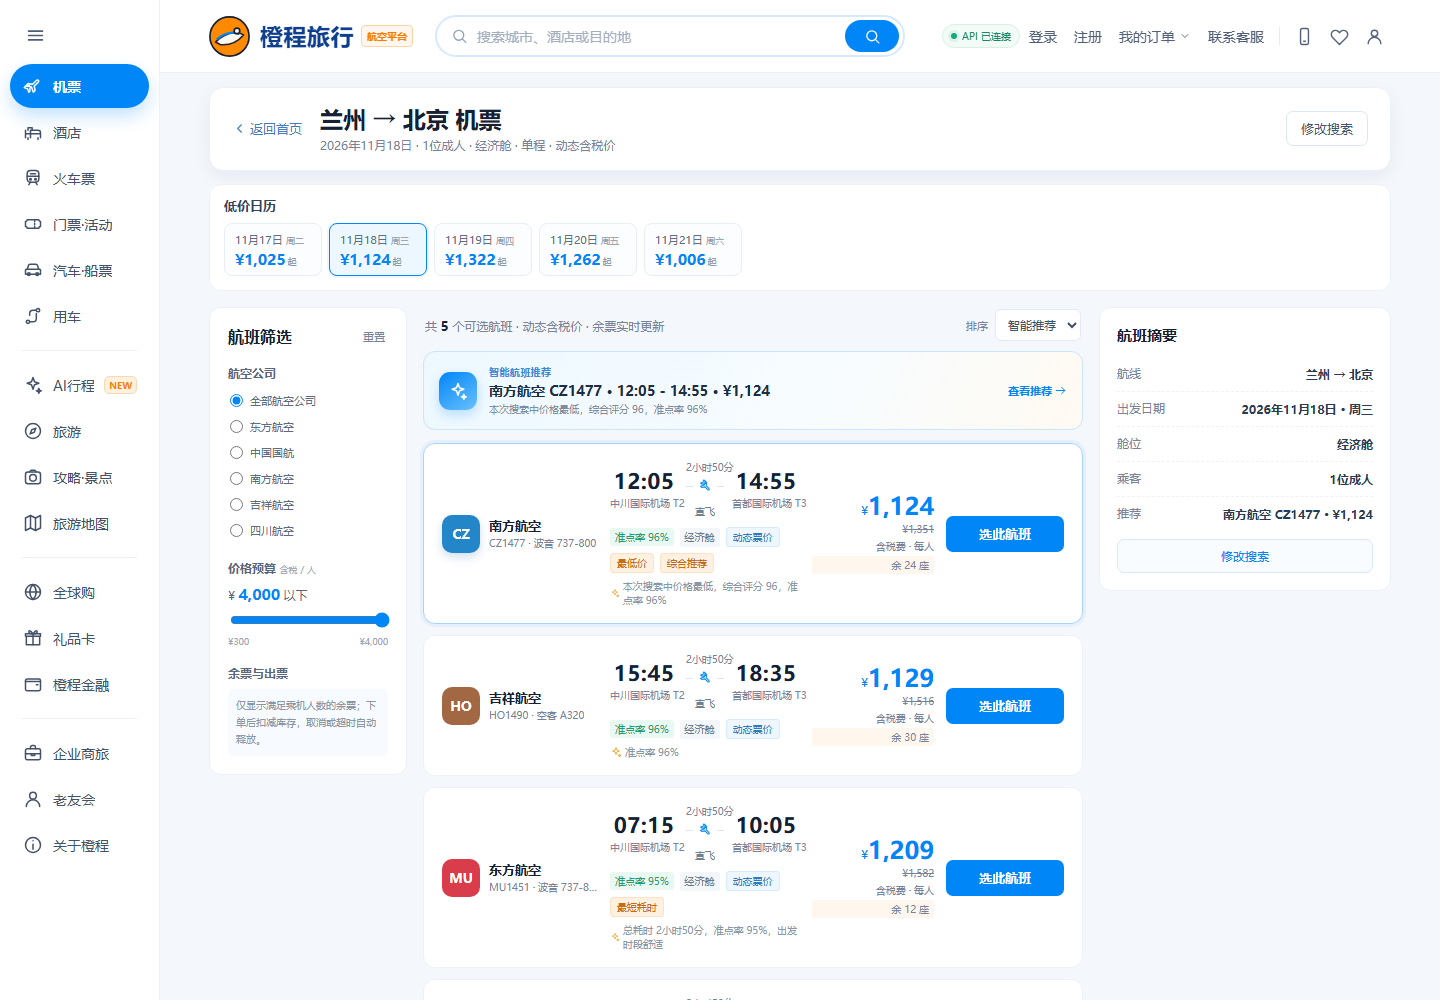 橙程旅行
航空平台
搜索城市、酒店或目的地
API 已连接
登录
注册
我的订单
联系客服
机票
酒店
火车票
门票·活动
汽车·船票
用车
AI行程
NEW
旅游
攻略·景点
旅游地图
全球购
礼品卡
橙程金融
企业商旅
老友会
关于橙程
返回首页
兰州 → 北京 机票
2026年11月18日 · 1位成人 · 经济舱 · 单程 · 动态含税价
修改搜索
低价日历
11月17日 周二
¥1,025起
11月18日 周三
¥1,124起
11月19日 周四
¥1,322起
11月20日 周五
¥1,262起
11月21日 周六
¥1,006起
航班筛选
重置
航空公司
全部航空公司
东方航空
中国国航
南方航空
吉祥航空
四川航空
价格预算 含税 / 人
¥ 4,000 以下
¥300
¥4,000
余票与出票
仅显示满足乘机人数的余票；下
单后扣减库存，取消或超时自动
释放。
共 5 个可选航班 · 动态含税价 · 余票实时更新
排序
智能推荐
智能航班推荐
南方航空 CZ1477 • 12:05 - 14:55 • ¥1,124
本次搜索中价格最低，综合评分 96，准点率 96%
查看推荐 →
CZ
南方航空
CZ1477 · 波音 737-800
12:05
中川国际机场 T2
2小时50分
直飞
14:55
首都国际机场 T3
准点率 96%
经济舱
动态票价
最低价
综合推荐
本次搜索中价格最低，综合评分 96，准
点率 96%
¥1,124
¥1,351
含税费 · 每人
余 24 座
选此航班
HO
吉祥航空
HO1490 · 空客 A320
15:45
中川国际机场 T2
2小时50分
直飞
18:35
首都国际机场 T3
准点率 96%
经济舱
动态票价
准点率 96%
¥1,129
¥1,516
含税费 · 每人
余 30 座
选此航班
MU
东方航空
MU1451 · 波音 737-8...
07:15
中川国际机场 T2
2小时50分
直飞
10:05
首都国际机场 T3
准点率 95%
经济舱
动态票价
最短耗时
总耗时 2小时50分，准点率 95%，出发
时段舒适
¥1,209
¥1,582
含税费 · 每人
余 12 座
选此航班
航班摘要
航线
兰州 → 北京
出发日期
2026年11月18日 • 周三
舱位
经济舱
乘客
1位成人
推荐
南方航空 CZ1477 • ¥1,124
修改搜索